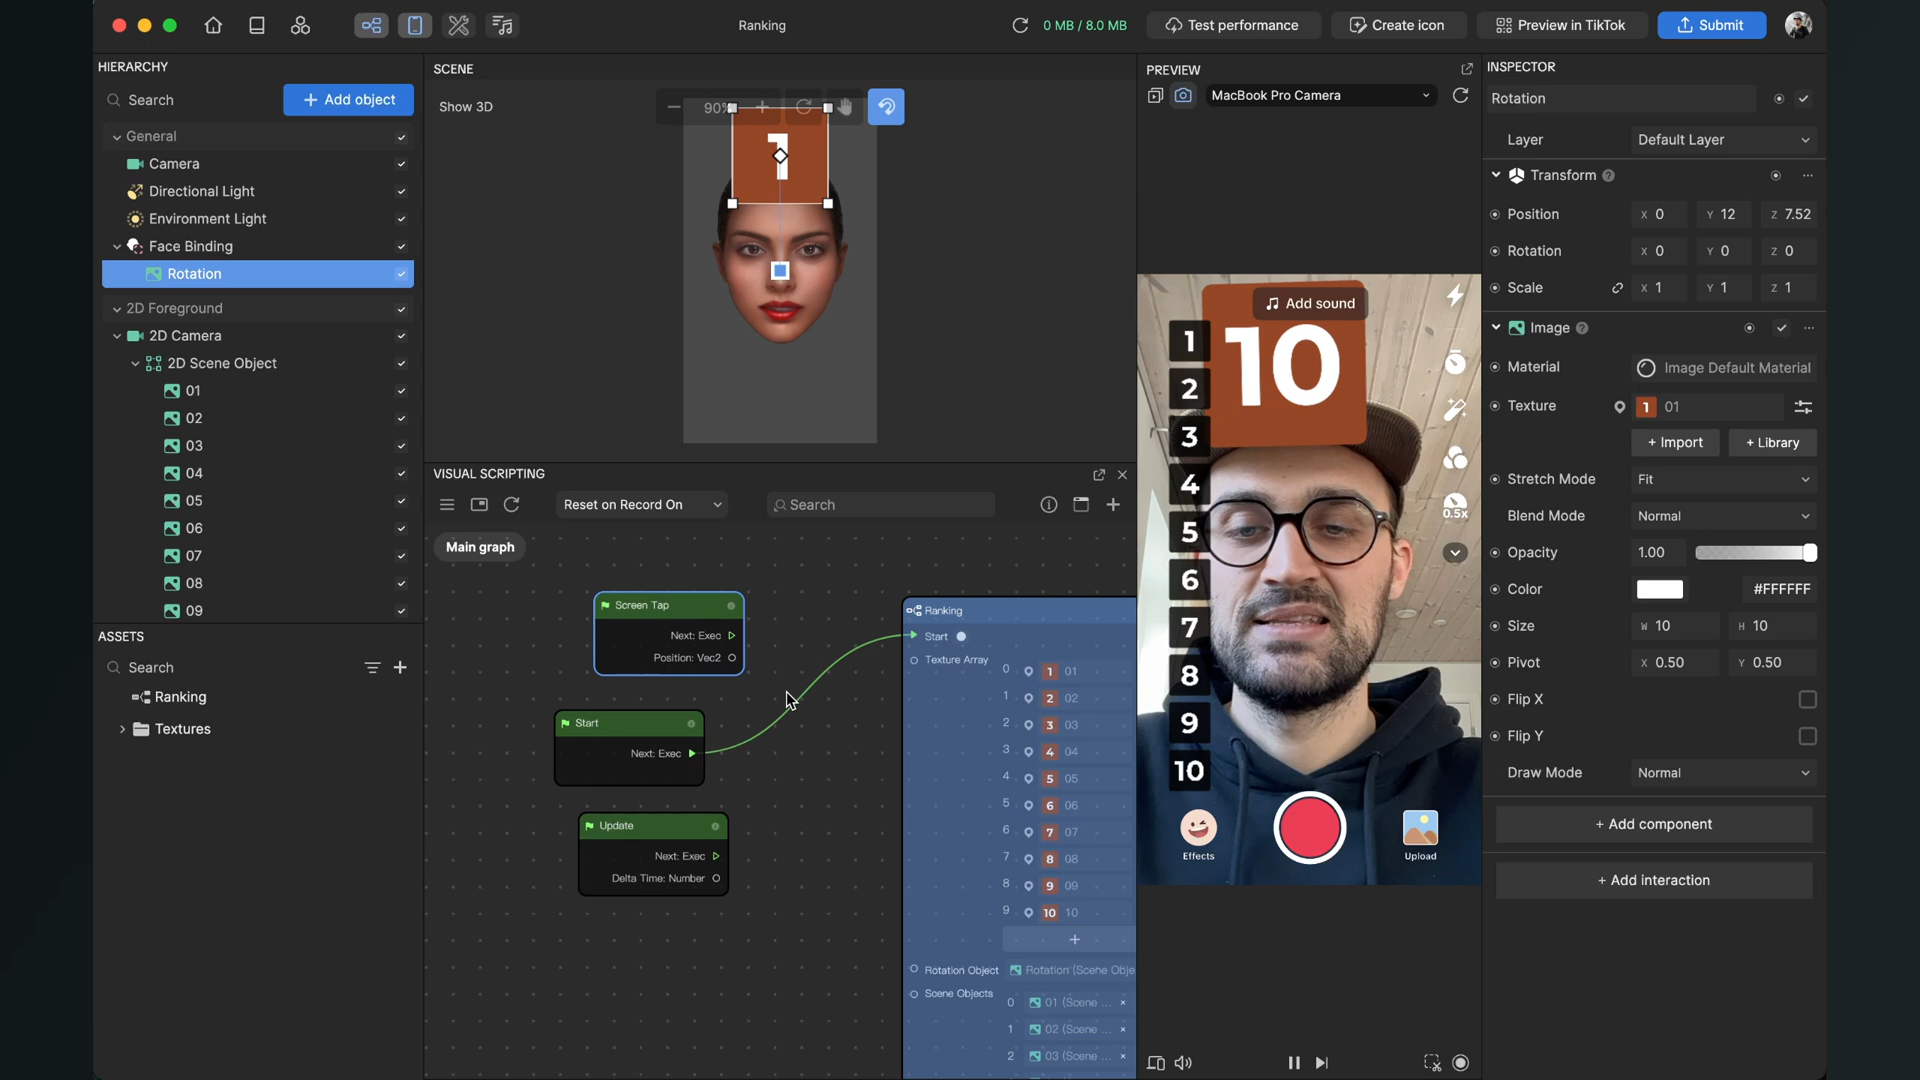 Ranking
0 MB / 8.0 MB
Test performance
Create icon
Preview in TikTok
Submit
HIERARCHY
Search
Add object
General
Camera
Directional Light
Environment Light
Face Binding
Rotation
2D Foreground
2D Camera
2D Scene Object
01
02
03
04
05
06
07
08
09
ASSETS
Search
Ranking
Textures
SCENE
Show 3D
90%
1
VISUAL SCRIPTING
Reset on Record On
Search
Main graph
Screen Tap
Next: Exec
Position: Vec2
Start
Next: Exec
Update
Next: Exec
Delta Time: Number
Ranking
Start
Texture Array
0 1 01
1 2 02
2 3 03
3 4 04
4 5 05
5 6 06
6 7 07
7 8 08
8 9 09
9 10 10
+
Rotation Object Rotation (Scene Obje
Scene Objects 0 01 (Scene ... ×
1 02 (Scene ... ×
2 03 (Scene ... ×
PREVIEW
MacBook Pro Camera
Add sound
10
1
2
3
4
5
6
7
8
9
10
0.5x
Effects
Upload
INSPECTOR
Rotation
Layer Default Layer
Transform
Position X 0 Y 12 Z 7.52
Rotation X 0 Y 0 Z 0
Scale X 1 Y 1 Z 1
Image
Material Image Default Material
Texture 1 01
+ Import + Library
Stretch Mode Fit
Blend Mode Normal
Opacity 1.00
Color #FFFFFF
Size W 10 H 10
Pivot X 0.50 Y 0.50
Flip X
Flip Y
Draw Mode Normal
+ Add component
+ Add interaction